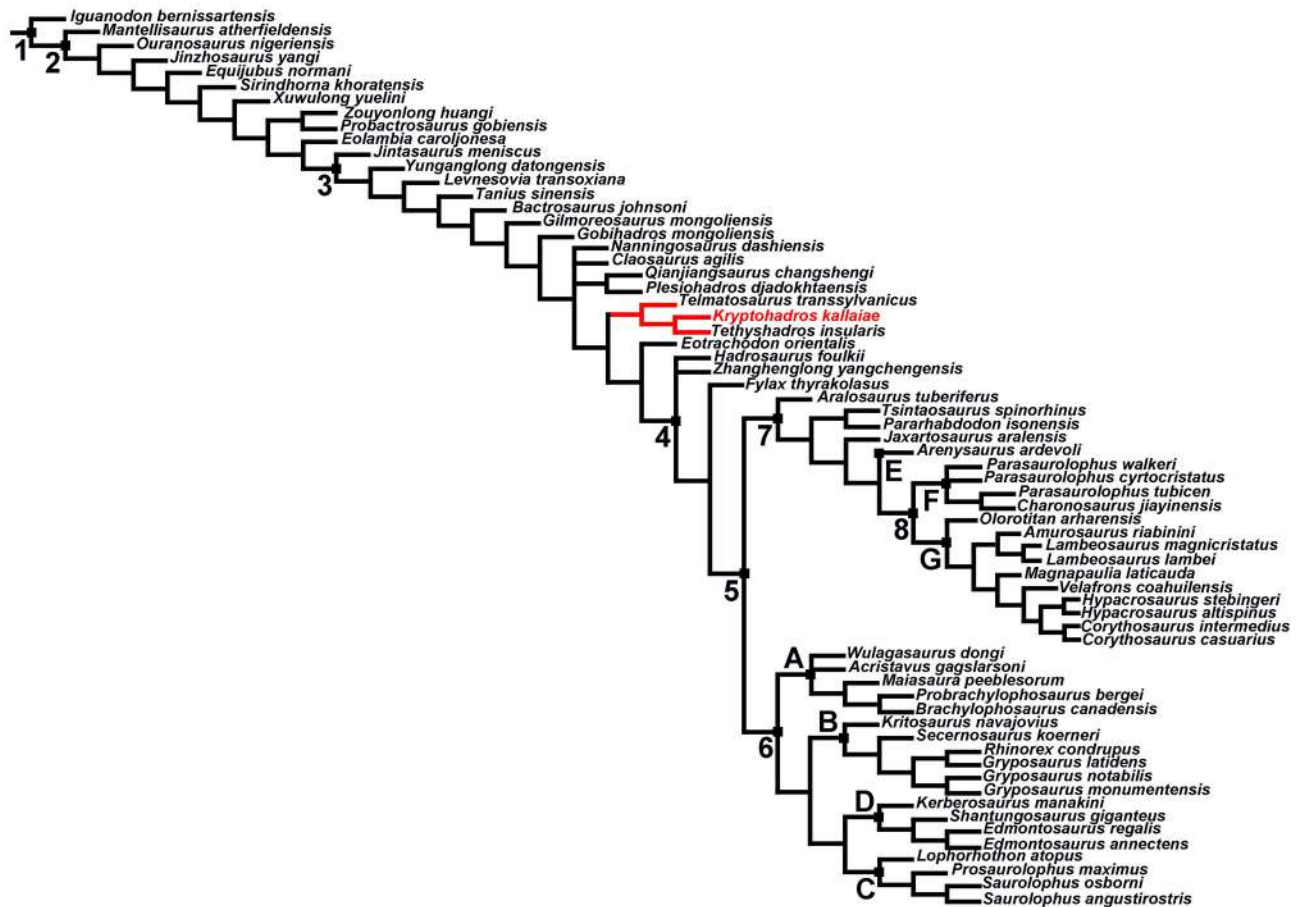 Iguanodon bernissartensis
Mantellisaurus atherfieldensis
1
Ouranosaurus nigeriensis
2
Jinzhosaurus yangi
Equijubus normani
Sirindhorna khoratensis
Xuwulong yuelini
Zouyonlong huangi
Probactrosaurus gobiensis
Eolambia caroljonesa
Jintasaurus meniscus
3
Yunganglong datongensis
Levnesovia transoxiana
Tanius sinensis
Bactrosaurus johnsoni
Gilmoreosaurus mongoliensis
Gobihadros mongoliensis
Nanningosaurus dashiensis
Claosaurus agilis
Qianjiangsaurus changshengi
Plesiohadros djadokhtaensis
Telmatosaurus transsylvanicus
Kryptohadros kallaiae
Tethyshadros insularis
Eotrachodon orientalis
Hadrosaurus foulkii
Zhanghenglong yangchengensis
Fylax thyrakolasus
4
Aralosaurus tuberiferus
7
Tsintaosaurus spinorhinus
Pararhabdodon isonensis
Jaxartosaurus aralensis
Arenysaurus ardevoli
E
Parasaurolophus walkeri
Parasaurolophus cyrtocristatus
F
Parasaurolophus tubicen
Charonosaurus jiayinensis
8
Olorotitan arharensis
G
Amurosaurus riabinini
Lambeosaurus magnicristatus
Lambeosaurus lambei
Magnapaulia laticauda
5
Velafrons coahuilensis
Hypacrosaurus stebingeri
Hypacrosaurus altispinus
Corythosaurus intermedius
Corythosaurus casuarius
A
Wulagasaurus dongi
Acristavus gagslarsoni
Maiasaura peeblesorum
Probrachylophosaurus bergei
Brachylophosaurus canadensis
B
Kritosaurus navajovius
6
Secernosaurus koerneri
Rhinorex condrupus
Gryposaurus latidens
Gryposaurus notabilis
Gryposaurus monumentensis
D
Kerberosaurus manakini
Shantungosaurus giganteus
Edmontosaurus regalis
Edmontosaurus annectens
Lophorhothon atopus
C
Prosaurolophus maximus
Saurolophus osborni
Saurolophus angustirostris